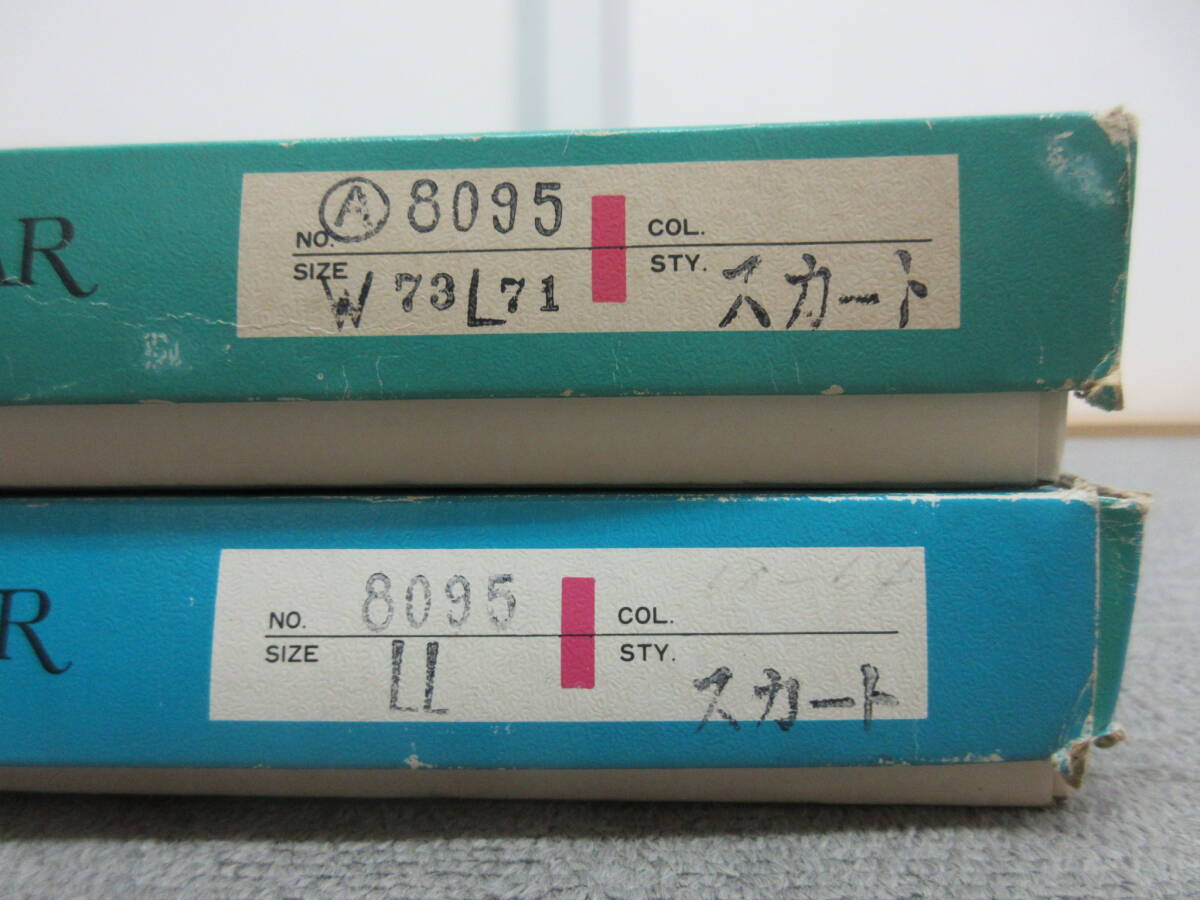 AR
NO. Ⓐ 8095 COL.
SIZE W 73 L 71 STY. スカート
R
NO. 8095 COL.
SIZE LL STY. スカート